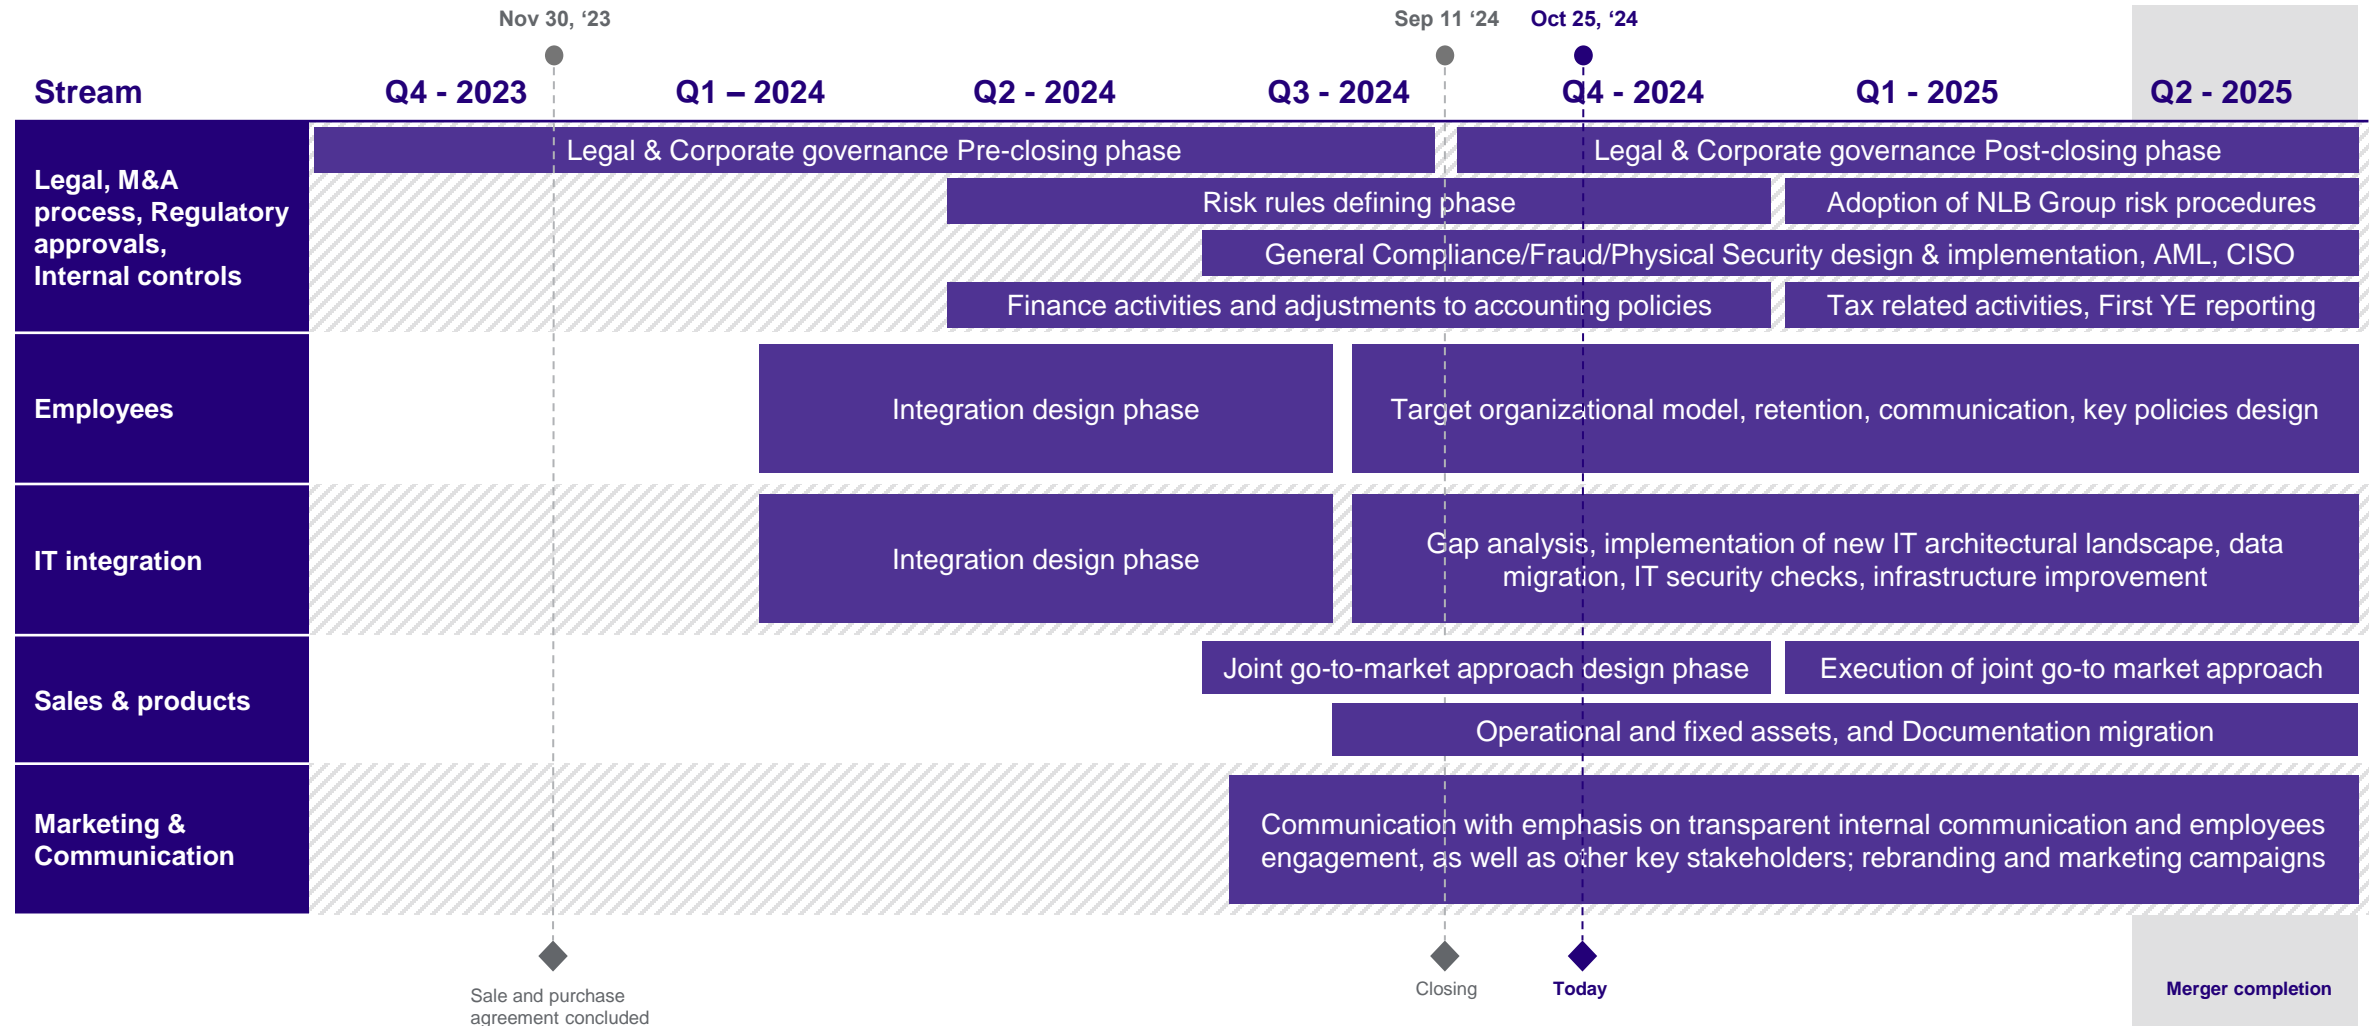 Nov 30, ‘23
Sep 11 ‘24
Oct 25, ‘24
Stream
Q4 - 2023
Q1 – 2024
Q2 - 2024
Q3 - 2024
Q4 - 2024
Q1 - 2025
Q2 - 2025
Legal, M&A
process, Regulatory
approvals,
Internal controls
Legal & Corporate governance Pre-closing phase
Legal & Corporate governance Post-closing phase
Risk rules defining phase
Adoption of NLB Group risk procedures
General Compliance/Fraud/Physical Security design & implementation, AML, CISO
Finance activities and adjustments to accounting policies
Tax related activities, First YE reporting
Employees
Integration design phase
Target organizational model, retention, communication, key policies design
IT integration
Integration design phase
Gap analysis, implementation of new IT architectural landscape, data
migration, IT security checks, infrastructure improvement
Sales & products
Joint go-to-market approach design phase
Execution of joint go-to market approach
Operational and fixed assets, and Documentation migration
Marketing &
Communication
Communication with emphasis on transparent internal communication and employees
engagement, as well as other key stakeholders; rebranding and marketing campaigns
Sale and purchase
agreement concluded
Closing
Today
Merger completion